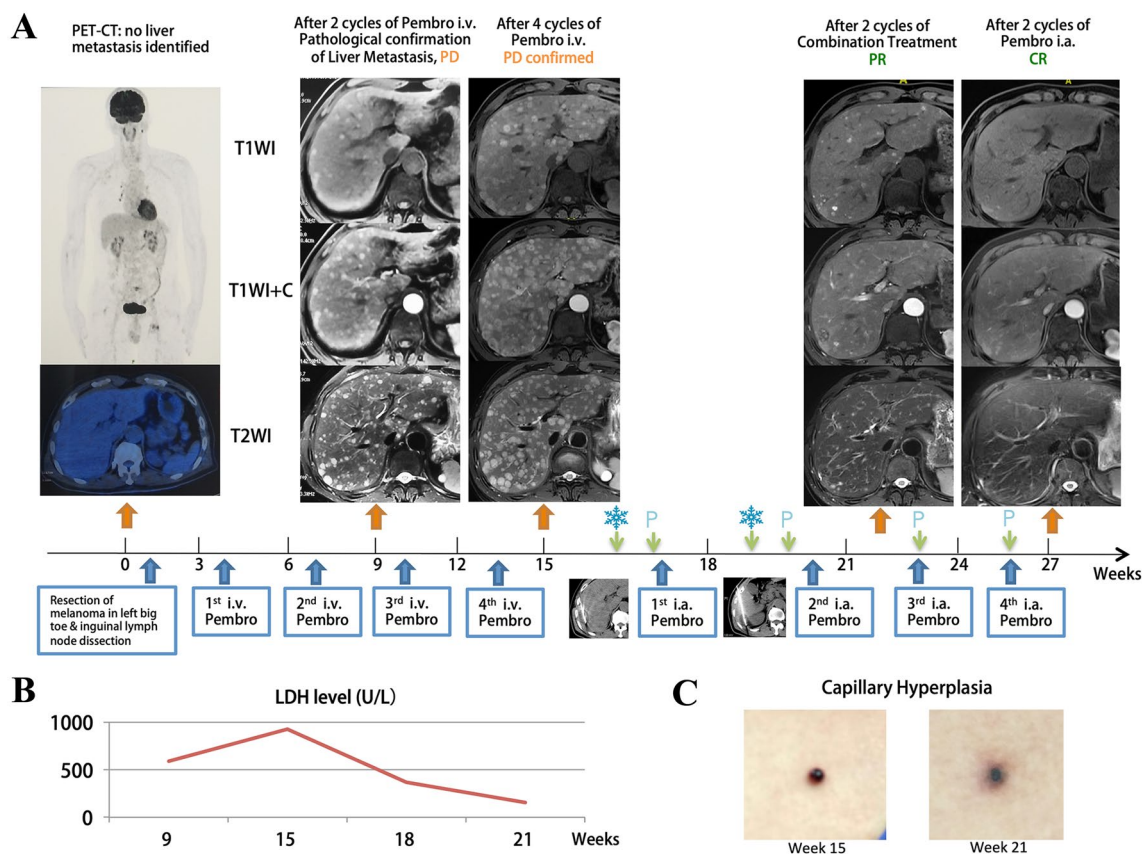 A
PET-CT: no liver
metastasis identified
After 2 cycles of Pembro i.v.
Pathological confirmation
of Liver Metastasis, PD
After 4 cycles of
Pembro i.v.
PD confirmed
After 2 cycles of
Combination Treatment
PR
After 2 cycles of
Pembro i.a.
CR
T1WI
T1WI+C
T2WI
P
P
P
P
0
3
6
9
12
15
18
21
24
27
Weeks
Resection of
melanoma in left big
toe & inguinal lymph
node dissection
1st i.v.
Pembro
2nd i.v.
Pembro
3rd i.v.
Pembro
4th i.v.
Pembro
1st i.a.
Pembro
2nd i.a.
Pembro
3rd i.a.
Pembro
4th i.a.
Pembro
B
LDH level (U/L)
1000
500
0
9
15
18
21
Weeks
C
Capillary Hyperplasia
Week 15
Week 21